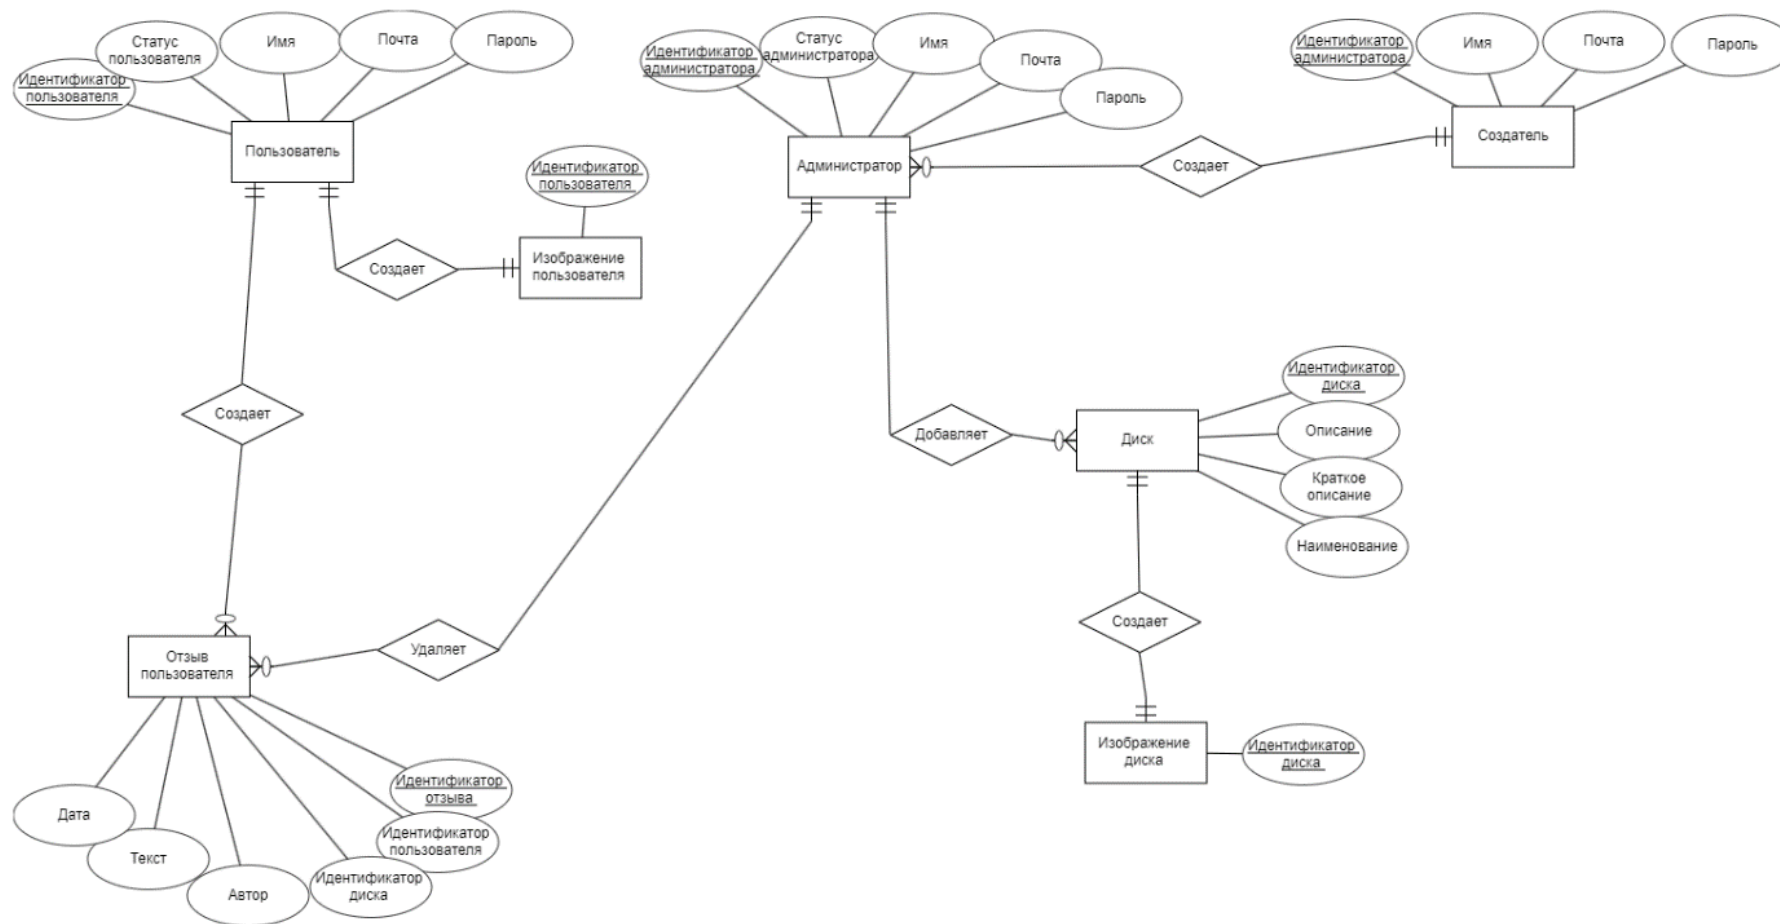 Идентификатор
пользователя
Статус
пользователя
Имя
Почта
Пароль
Пользователь
Идентификатор
пользователя
Создает
Изображение
пользователя
Идентификатор
администратора
Статус
администратора
Имя
Почта
Пароль
Администратор
Создает
Идентификатор
администратора
Имя
Почта
Пароль
Создатель
Создает
Добавляет
Диск
Идентификатор
диска
Описание
Краткое
описание
Наименование
Создает
Изображение
диска
Идентификатор
диска
Удаляет
Отзыв
пользователя
Дата
Текст
Автор
Идентификатор
диска
Идентификатор
пользователя
Идентификатор
отзыва